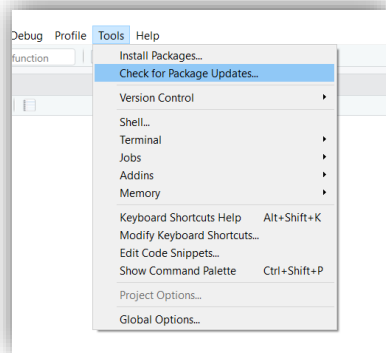 Debug Profile Tools Help
function
Install Packages...
Check for Package Updates...
Version Control
Shell...
Terminal
Jobs
Addins
Memory
Keyboard Shortcuts Help Alt+Shift+K
Modify Keyboard Shortcuts...
Edit Code Snippets...
Show Command Palette Ctrl+Shift+P
Project Options...
Global Options...